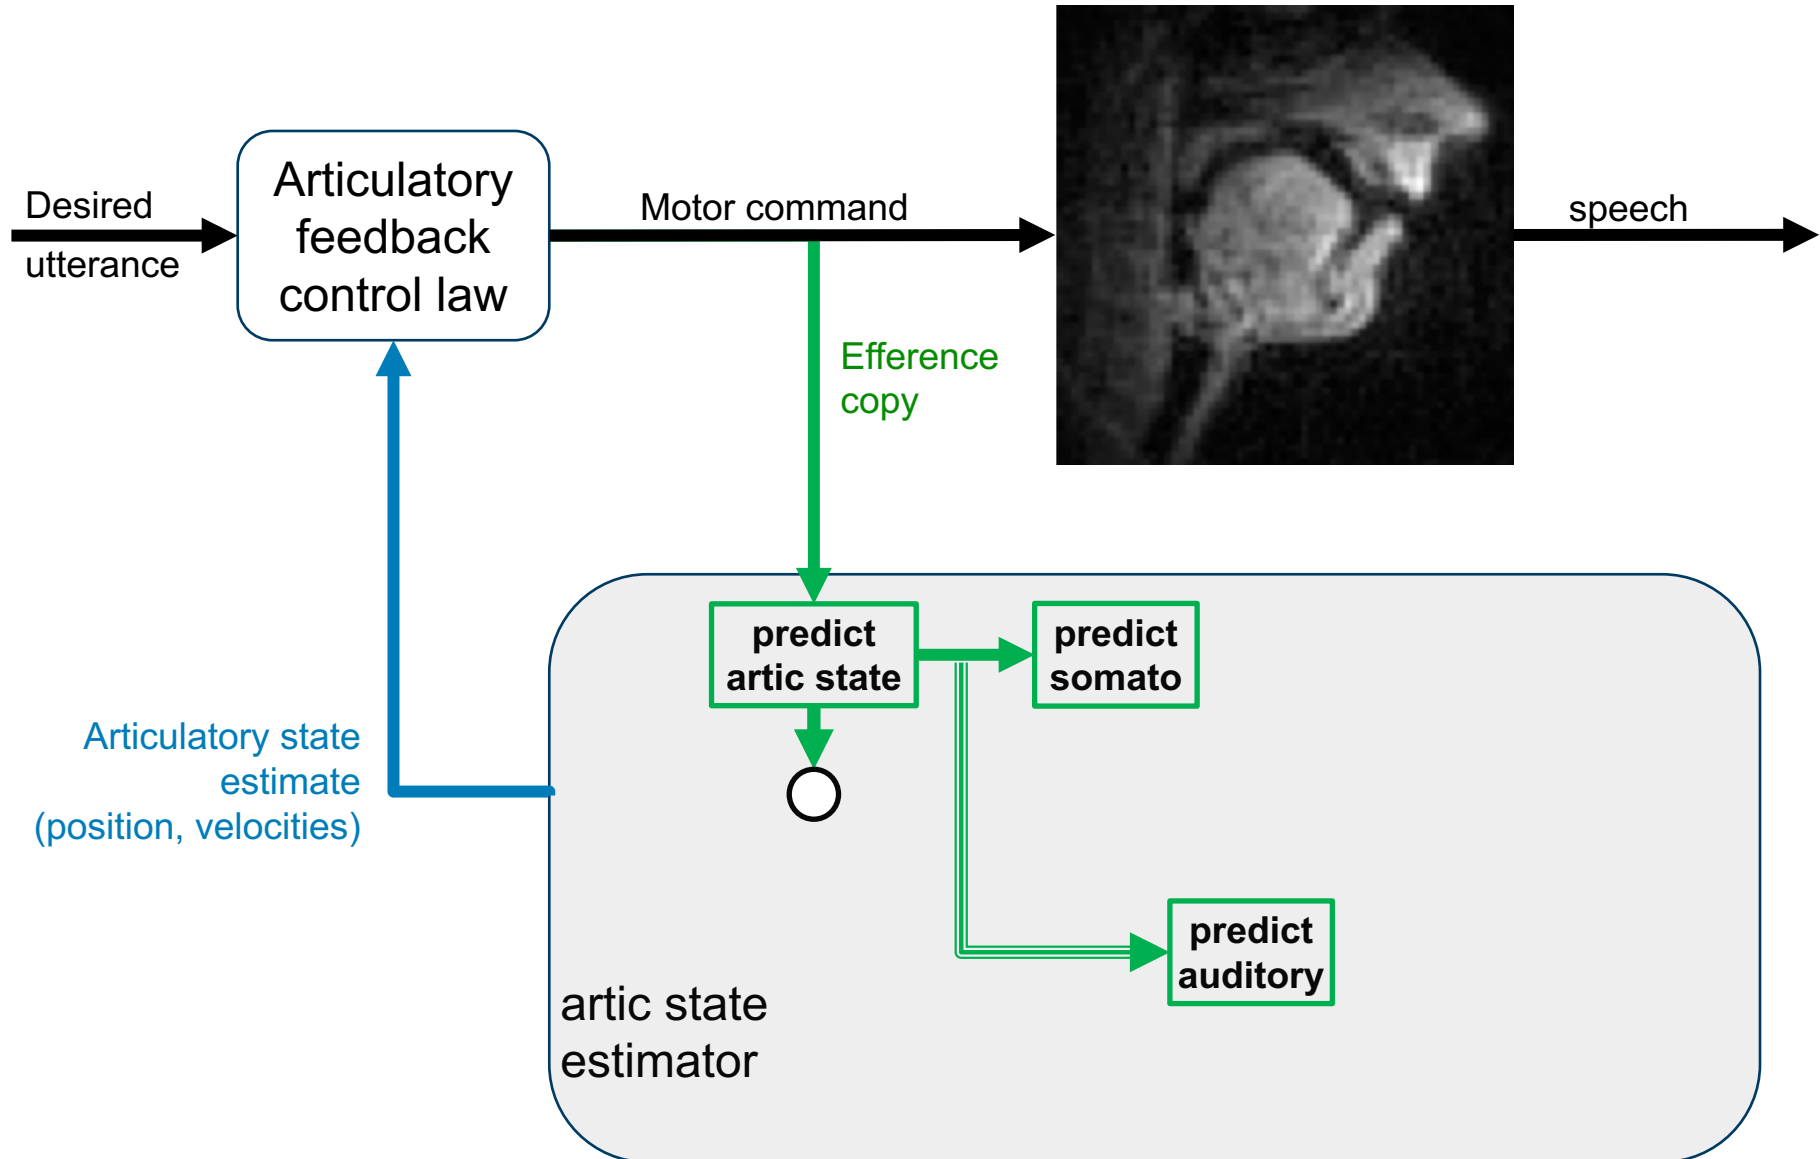 Desired
utterance
Articulatory
feedback
control law
Motor command
speech
Efference
copy
predict
artic state
predict
somato
Articulatory state
estimate
(position, velocities)
predict
auditory
artic state
estimator